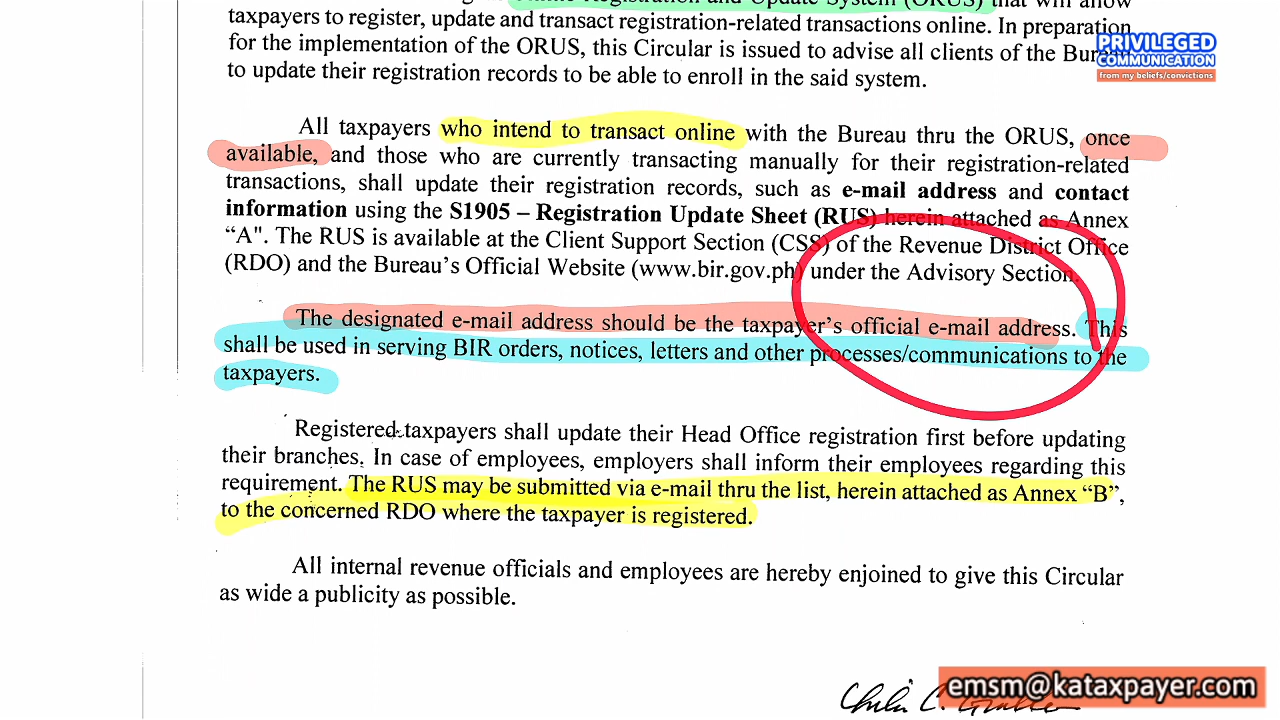 Online Registration and Update System (ORUS) that will allow
taxpayers to register, update and transact registration-related transactions online. In preparation
for the implementation of the ORUS, this Circular is issued to advise all clients of the Bureau
to update their registration records to be able to enroll in the said system.
PRIVILEGED
COMMUNICATION
from my beliefs/convictions
All taxpayers who intend to transact online with the Bureau thru the ORUS, once
available, and those who are currently transacting manually for their registration-related
transactions, shall update their registration records, such as e-mail address and contact
information using the S1905 – Registration Update Sheet (RUS) herein attached as Annex
“A". The RUS is available at the Client Support Section (CSS) of the Revenue District Office
(RDO) and the Bureau’s Official Website (www.bir.gov.ph) under the Advisory Section.
The designated e-mail address should be the taxpayer’s official e-mail address. This
shall be used in serving BIR orders, notices, letters and other processes/communications to the
taxpayers.
Registered taxpayers shall update their Head Office registration first before updating
their branches. In case of employees, employers shall inform their employees regarding this
requirement. The RUS may be submitted via e-mail thru the list, herein attached as Annex “B”,
to the concerned RDO where the taxpayer is registered.
All internal revenue officials and employees are hereby enjoined to give this Circular
as wide a publicity as possible.
emsm@kataxpayer.com